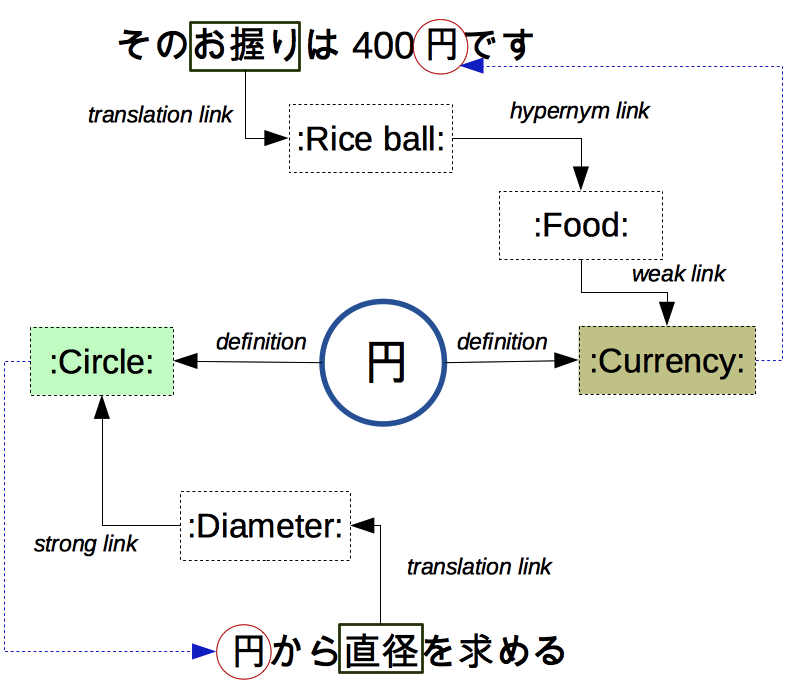 そのお握りは 400円です
translation link
hypernym link
:Rice ball:
:Food:
weak link
definition
definition
:Circle:
円
:Currency:
:Diameter:
strong link
translation link
円から直径を求める